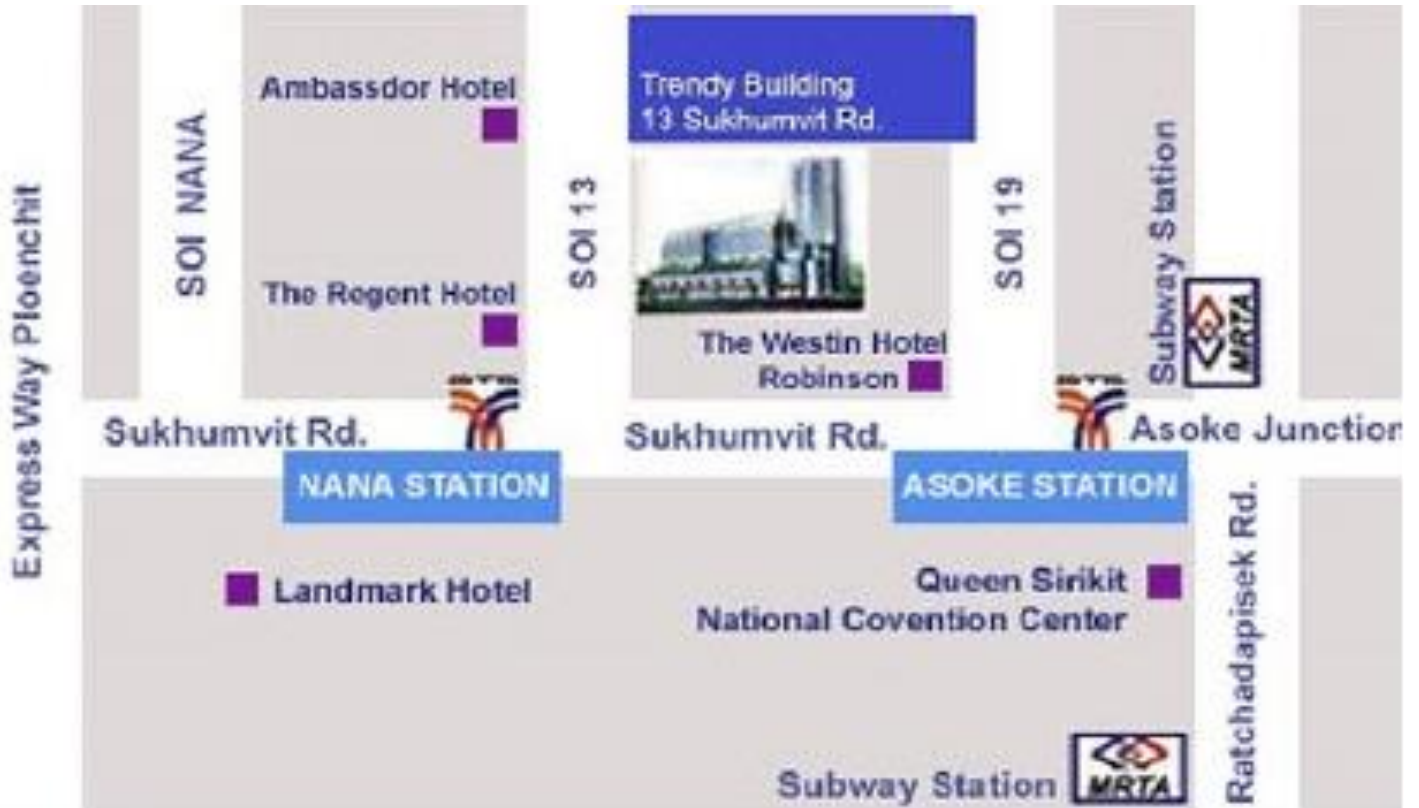 Ambassdor Hotel
Trendy Building
13 Sukhumvit Rd.
Express Way Ploenchit
SOI NANA
SOI 13
SOI 19
Subway Station
MRTA
The Regent Hotel
The Westin Hotel
Robinson
BTS
BTS
Sukhumvit Rd.
Sukhumvit Rd.
Asoke Junction
NANA STATION
ASOKE STATION
Landmark Hotel
Queen Sirikit
National Covention Center
Ratchadapisek Rd.
Subway Station
MRTA